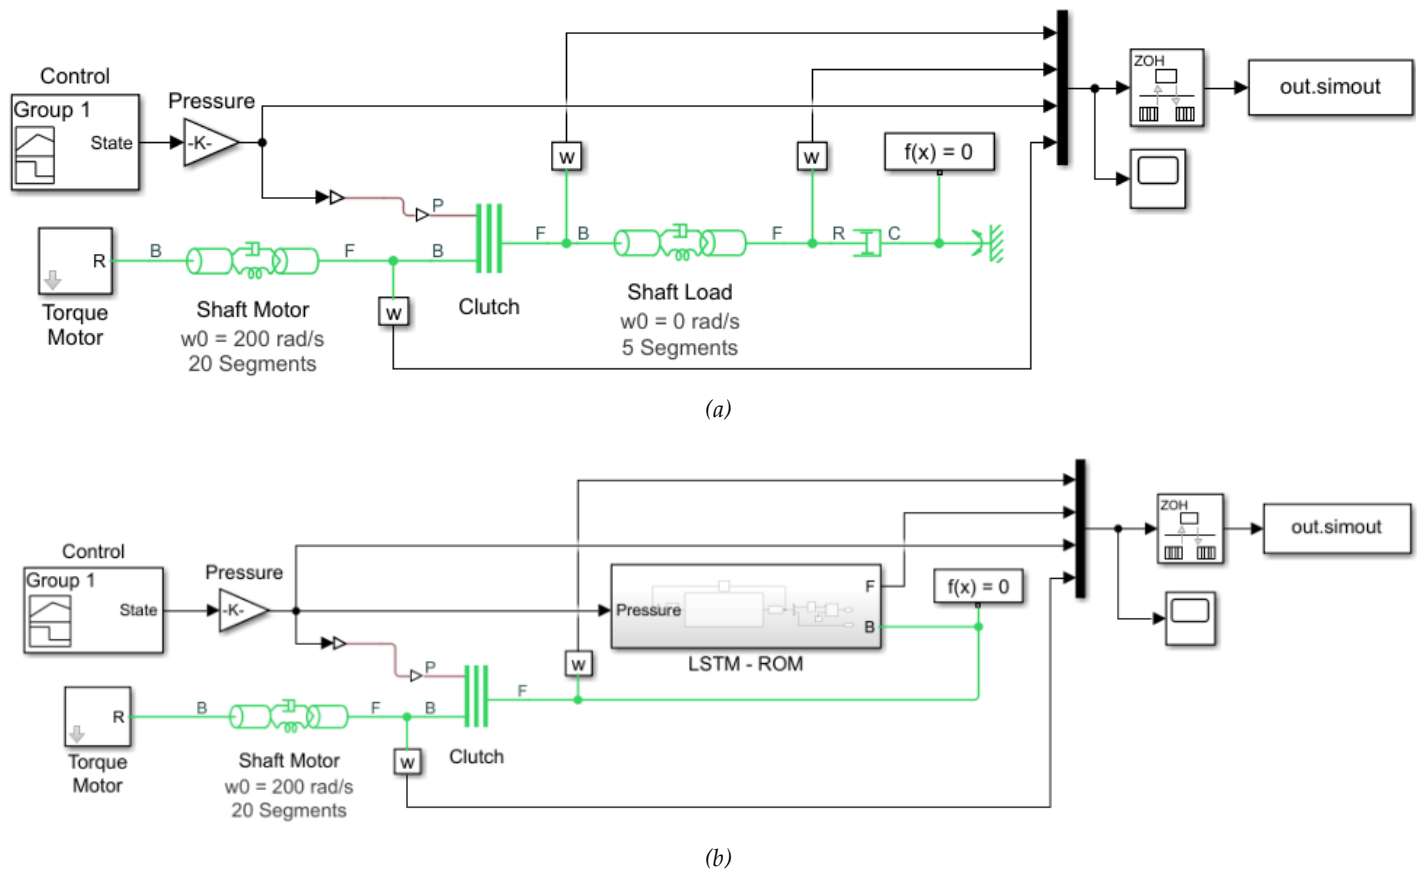 Control
Group 1
State
Pressure
-K-
P
w
w
f(x) = 0
ZOH
out.simout
R
B
F
B
F
B
F
R
C
Torque
Motor
Shaft Motor
w0 = 200 rad/s
20 Segments
w
Clutch
Shaft Load
w0 = 0 rad/s
5 Segments
(a)
Control
Group 1
State
Pressure
-K-
Pressure
F
B
LSTM - ROM
f(x) = 0
ZOH
out.simout
P
w
R
B
F
B
F
Torque
Motor
Shaft Motor
w0 = 200 rad/s
20 Segments
w
Clutch
(b)